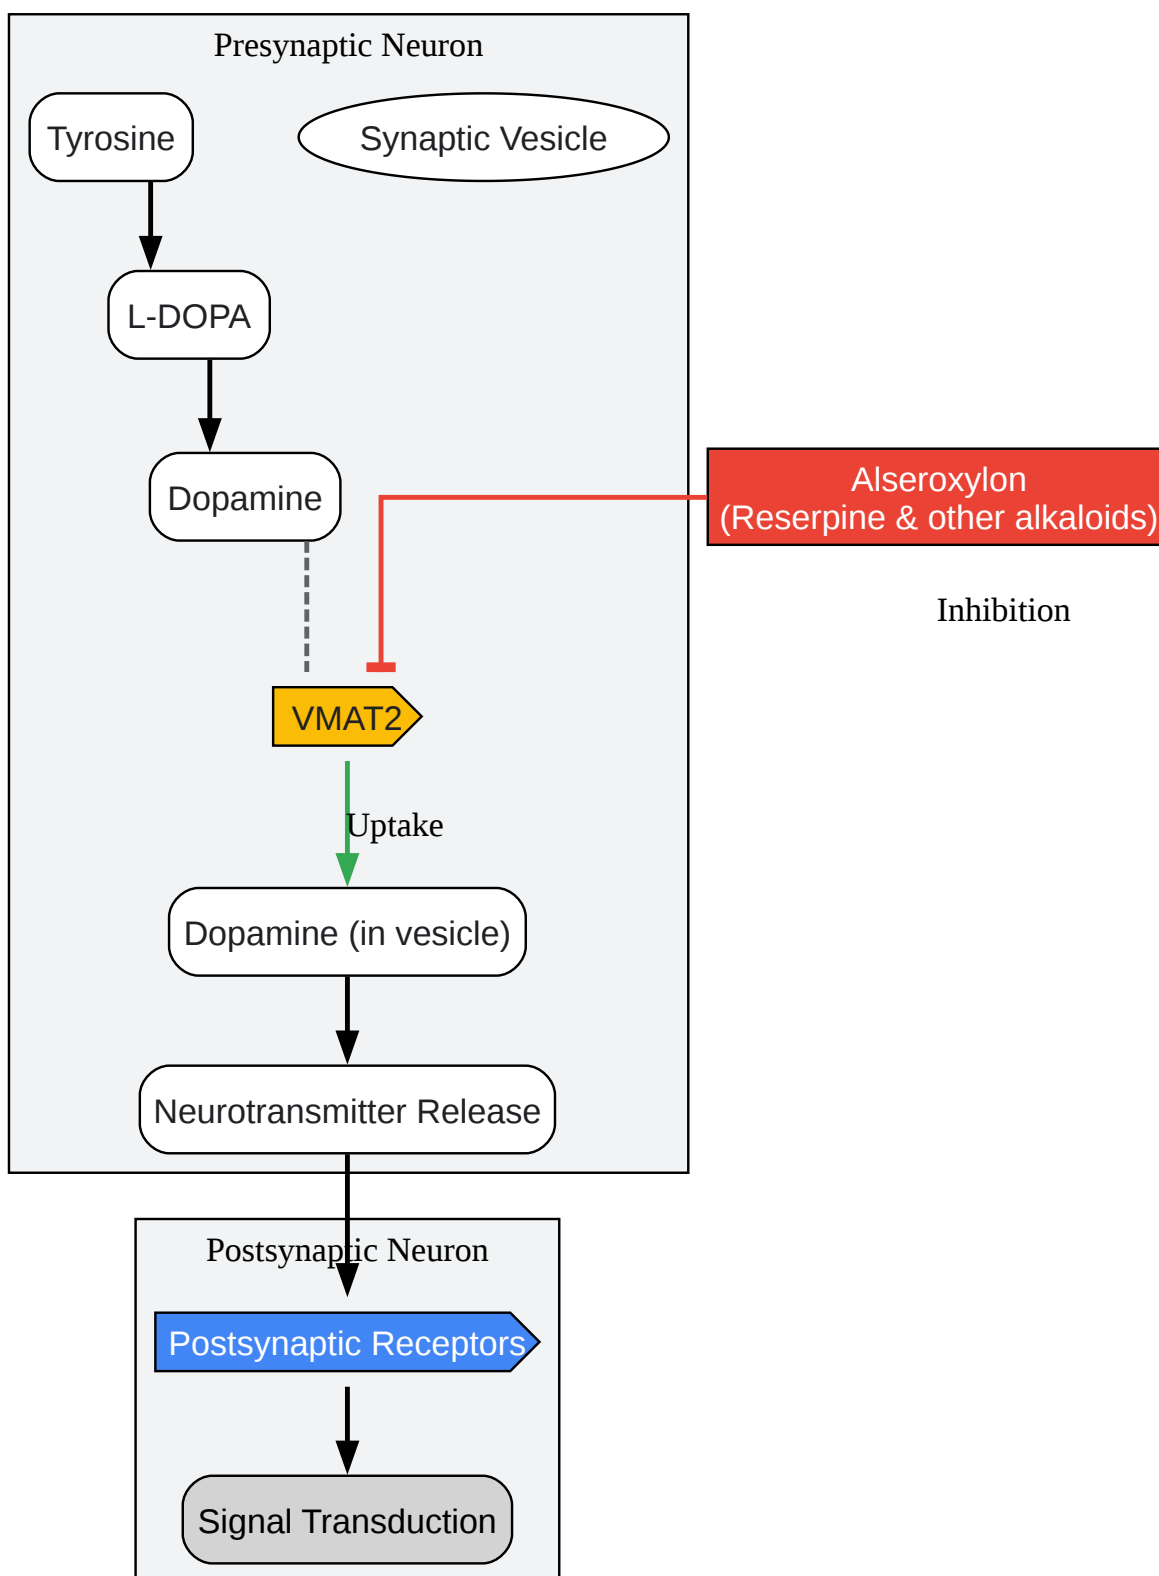 Presynaptic Neuron
Tyrosine
Synaptic Vesicle
L-DOPA
Dopamine
Alseroxylon
(Reserpine & other alkaloids)
Inhibition
VMAT2
Uptake
Dopamine (in vesicle)
Neurotransmitter Release
Postsynaptic Neuron
Postsynaptic Receptors
Signal Transduction